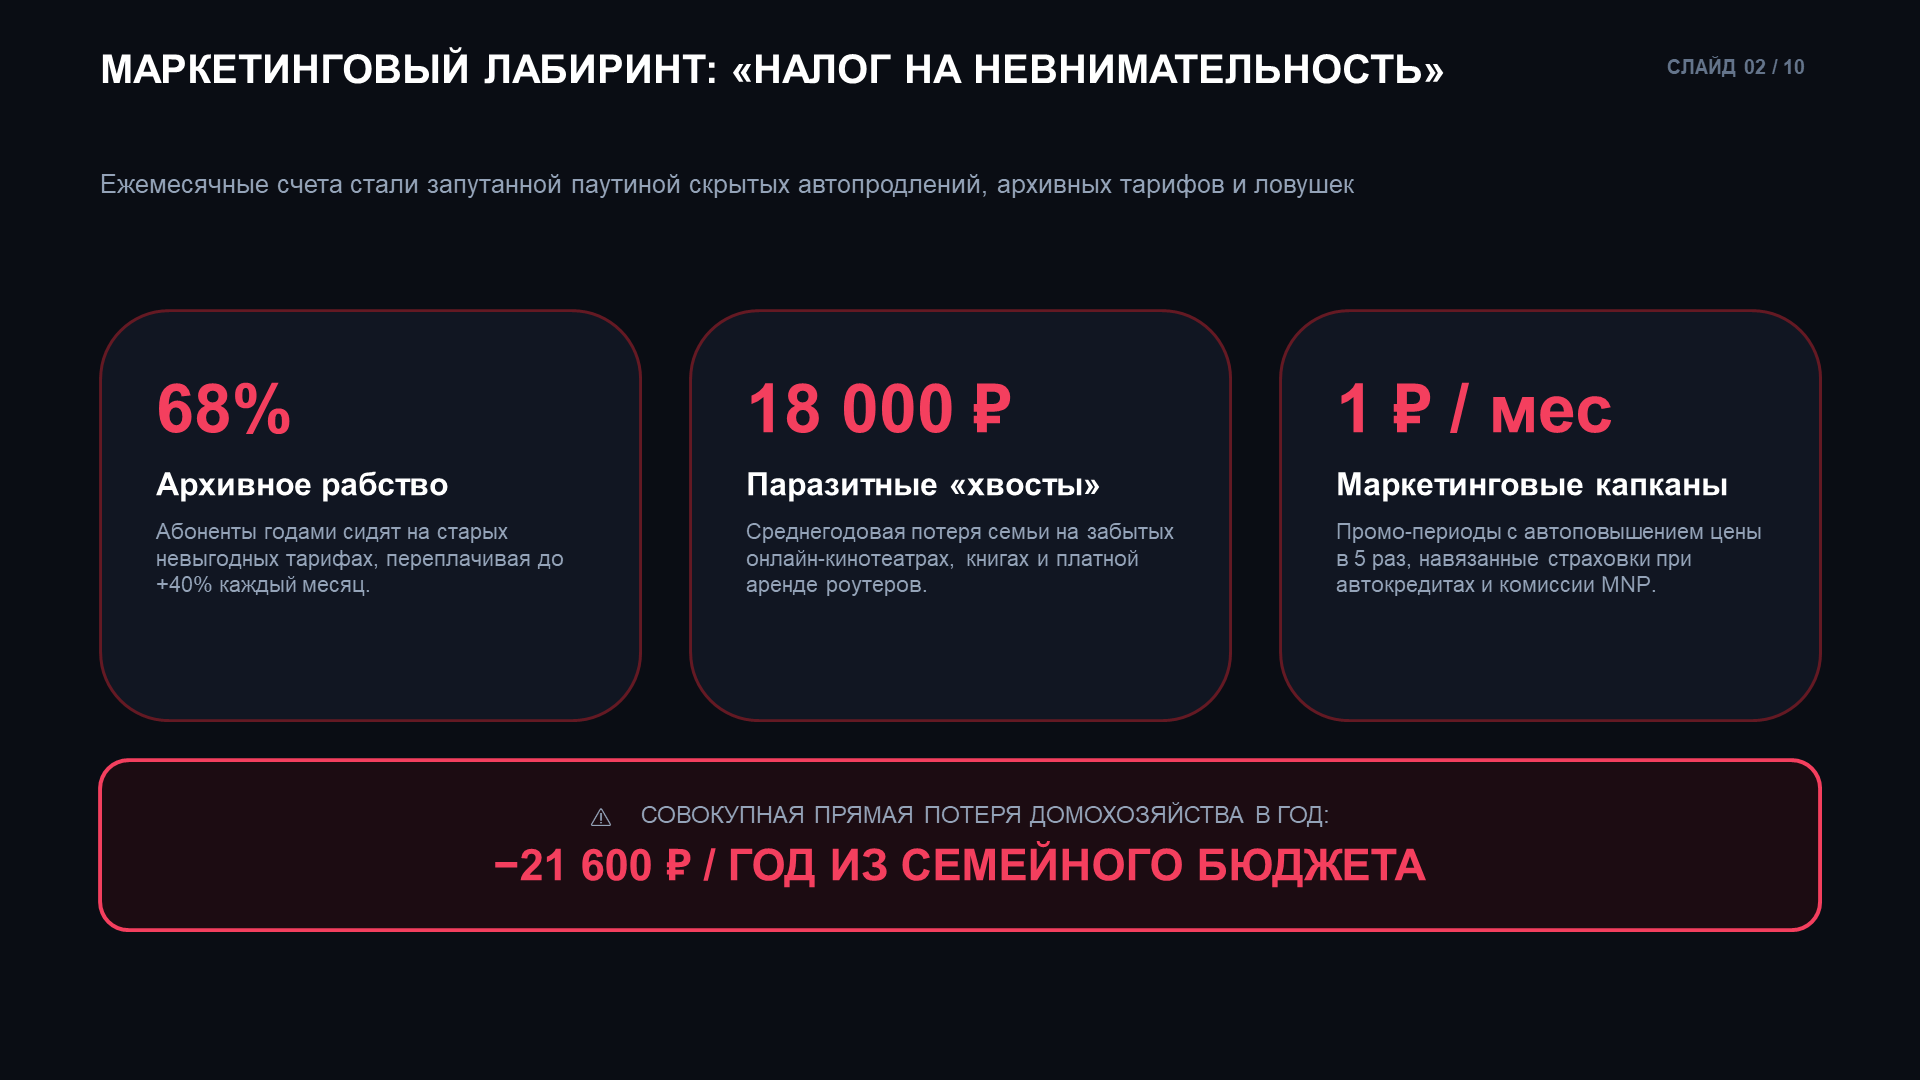 МАРКЕТИНГОВЫЙ ЛАБИРИНТ: «НАЛОГ НА НЕВНИМАТЕЛЬНОСТЬ»
СЛАЙД 02 / 10
Ежемесячные счета стали запутанной паутиной скрытых автопродлений, архивных тарифов и ловушек
68%
Архивное рабство
Абоненты годами сидят на старых
невыгодных тарифах, переплачивая до
+40% каждый месяц.
18 000 ₽
Паразитные «хвосты»
Среднегодовая потеря семьи на забытых
онлайн-кинотеатрах, книгах и платной
аренде роутеров.
1 ₽ / мес
Маркетинговые капканы
Промо-периоды с автоповышением цены
в 5 раз, навязанные страховки при
автокредитах и комиссии MNP.
⚠ СОВОКУПНАЯ ПРЯМАЯ ПОТЕРЯ ДОМОХОЗЯЙСТВА В ГОД:
−21 600 ₽ / ГОД ИЗ СЕМЕЙНОГО БЮДЖЕТА